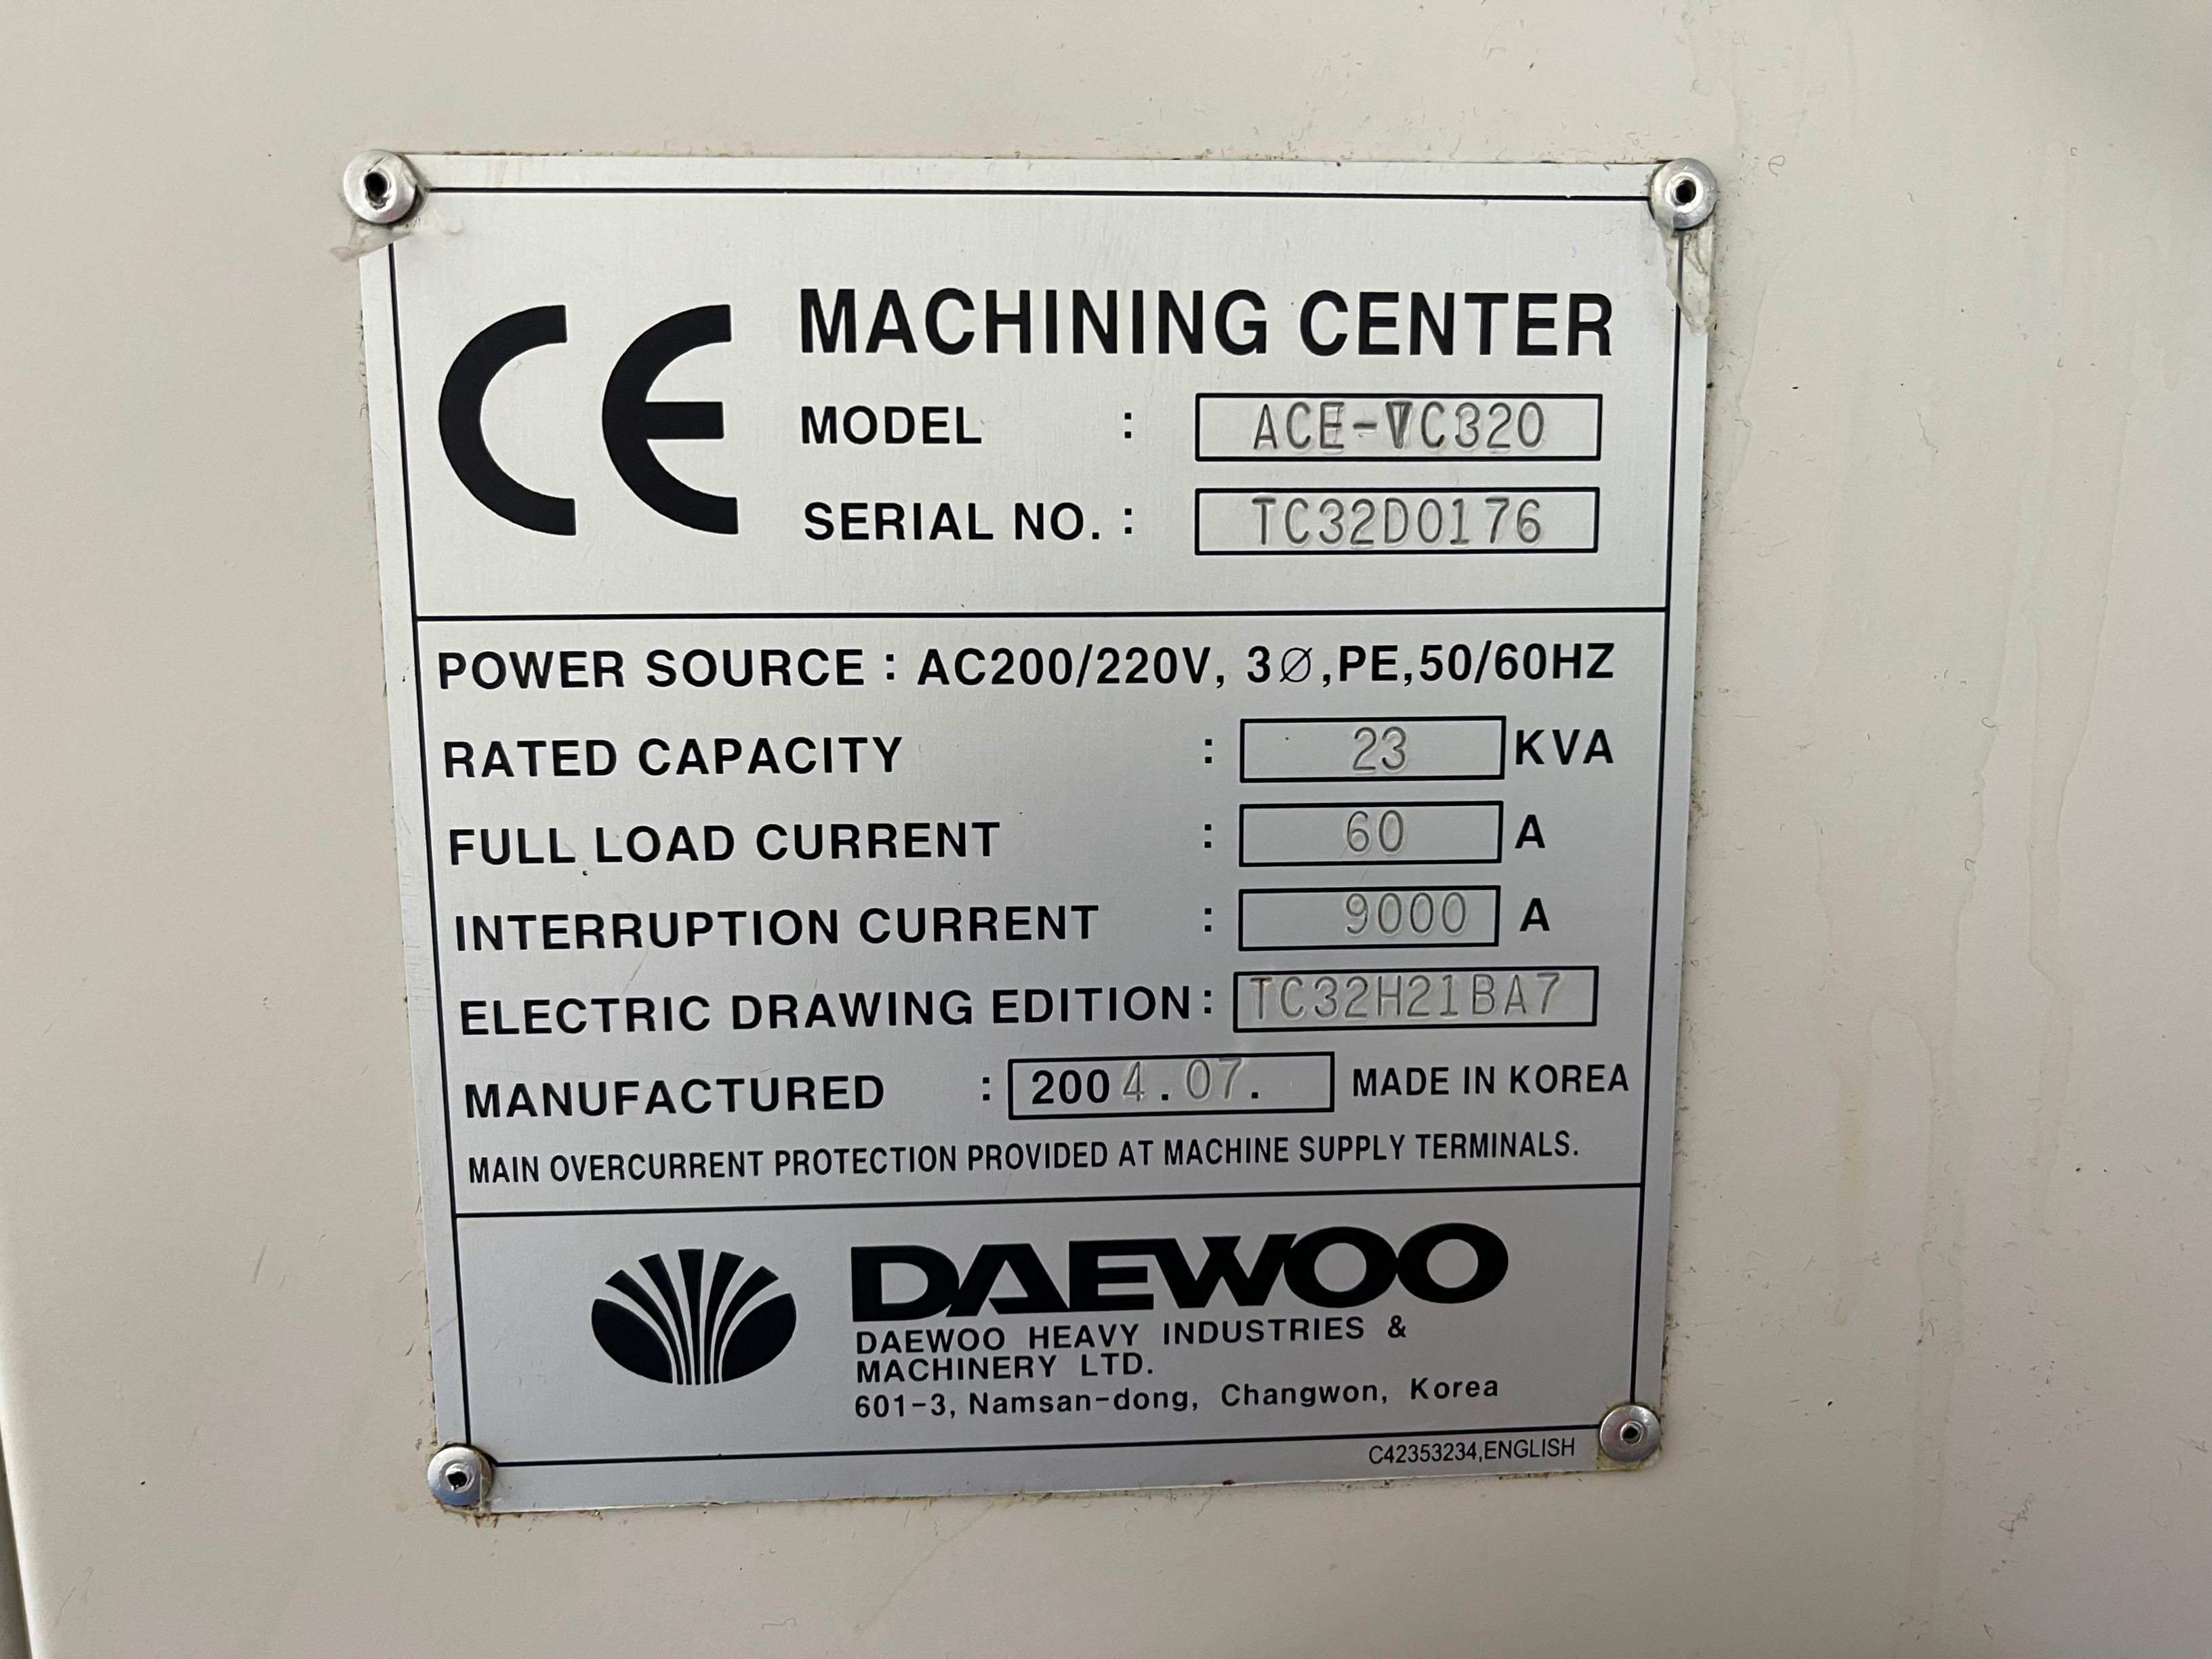 CE MACHINING CENTER
MODEL : ACE-VC320
SERIAL NO. : TC32D0176
POWER SOURCE : AC200/220V, 3∅,PE,50/60HZ
RATED CAPACITY : 23 KVA
FULL LOAD CURRENT : 60 A
INTERRUPTION CURRENT : 9000 A
ELECTRIC DRAWING EDITION : TC32H21BA7
MANUFACTURED : 2004.07. MADE IN KOREA
MAIN OVERCURRENT PROTECTION PROVIDED AT MACHINE SUPPLY TERMINALS.
DAEWOO
DAEWOO HEAVY INDUSTRIES &
MACHINERY LTD.
601-3, Namsan-dong, Changwon, Korea
C42353234,ENGLISH